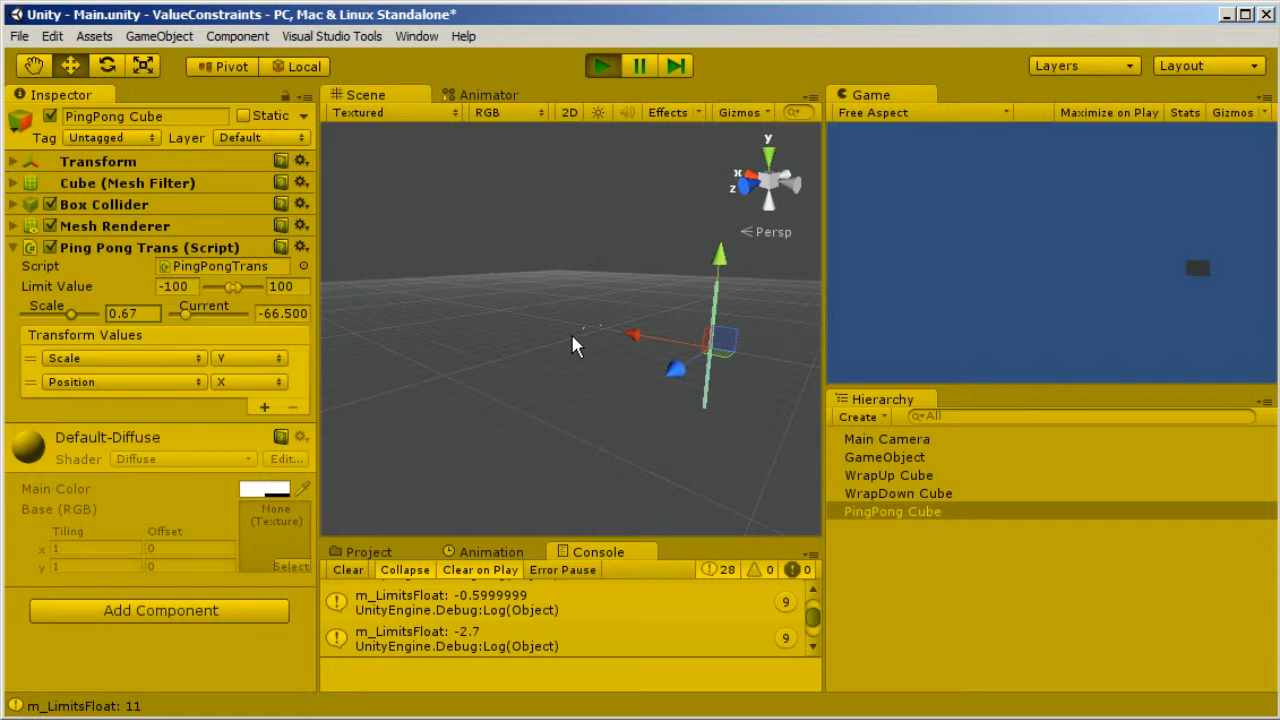 Unity - Main.unity - ValueConstraints - PC, Mac & Linux Standalone*
File Edit Assets GameObject Component Visual Studio Tools Window Help
Pivot Local Layers Layout
Inspector
PingPong Cube Static
Tag Untagged Layer Default
Transform
Cube (Mesh Filter)
Box Collider
Mesh Renderer
Ping Pong Trans (Script)
Script PingPongTrans
Limit Value -100 100
Scale 0.67 Current -66.500
Transform Values
Scale Y
Position X
+ −
Default-Diffuse
Shader Diffuse Edit...
Main Color
Base (RGB)
None
(Texture)
Tiling Offset
x 1 0
y 1 0
Select
Add Component
Scene Animator
Textured RGB 2D Effects Gizmos
y
x
z
Persp
Project Animation Console
Clear Collapse Clear on Play Error Pause 28 0 0
m_LimitsFloat: -0.5999999
UnityEngine.Debug:Log(Object)
9
m_LimitsFloat: -2.7
UnityEngine.Debug:Log(Object)
9
Game
Free Aspect Maximize on Play Stats Gizmos
Hierarchy
Create All
Main Camera
GameObject
WrapUp Cube
WrapDown Cube
PingPong Cube
m_LimitsFloat: 11